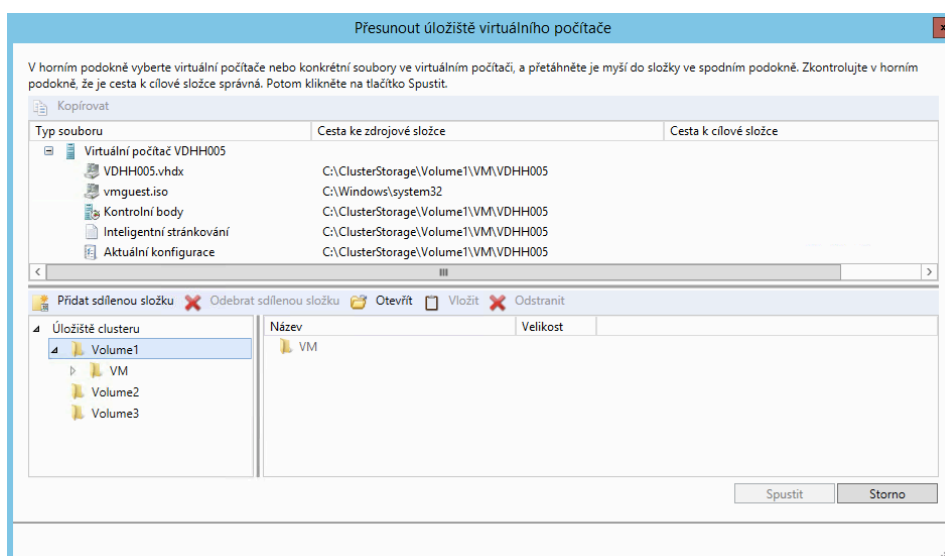 Přesunout úložiště virtuálního počítače
V horním podokně vyberte virtuální počítače nebo konkrétní soubory ve virtuálním počítači, a přetáhněte je myší do složky ve spodním podokně. Zkontrolujte v horním
podokně, že je cesta k cílové složce správná. Potom klikněte na tlačítko Spustit.
Kopírovat
Typ souboru Cesta ke zdrojové složce Cesta k cílové složce
Virtuální počítač VDHH005
VDHH005.vhdx C:\ClusterStorage\Volume1\VM\VDHH005
vmguest.iso C:\Windows\system32
Kontrolní body C:\ClusterStorage\Volume1\VM\VDHH005
Inteligentní stránkování C:\ClusterStorage\Volume1\VM\VDHH005
Aktuální konfigurace C:\ClusterStorage\Volume1\VM\VDHH005
Přidat sdílenou složku Odebrat sdílenou složku Otevřít Vložit Odstranit
Úložiště clusteru Název Velikost
Volume1 VM
VM
Volume2
Volume3
Spustit Storno